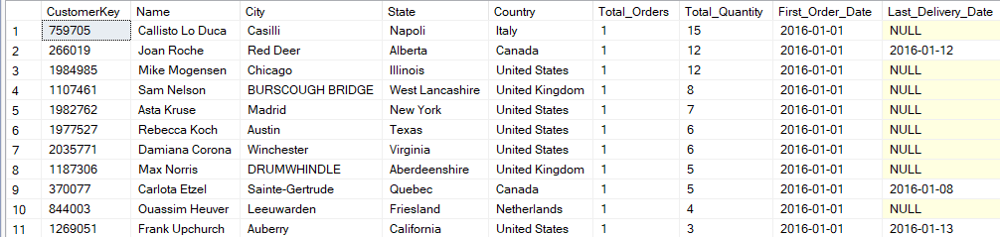 CustomerKey Name City State Country Total_Orders Total_Quantity First_Order_Date Last_Delivery_Date
1 759705 Callisto Lo Duca Casilli Napoli Italy 1 15 2016-01-01 NULL
2 266019 Joan Roche Red Deer Alberta Canada 1 12 2016-01-01 2016-01-12
3 1984985 Mike Mogensen Chicago Illinois United States 1 12 2016-01-01 NULL
4 1107461 Sam Nelson BURSCOUGH BRIDGE West Lancashire United Kingdom 1 8 2016-01-01 NULL
5 1982762 Asta Kruse Madrid New York United States 1 7 2016-01-01 NULL
6 1977527 Rebecca Koch Austin Texas United States 1 6 2016-01-01 NULL
7 2035771 Damiana Corona Winchester Virginia United States 1 6 2016-01-01 NULL
8 1187306 Max Norris DRUMWHINDLE Aberdeenshire United Kingdom 1 5 2016-01-01 NULL
9 370077 Carlota Etzel Sainte-Gertrude Quebec Canada 1 5 2016-01-01 2016-01-08
10 844003 Ouassim Heuver Leeuwarden Friesland Netherlands 1 4 2016-01-01 NULL
11 1269051 Frank Upchurch Auberry California United States 1 3 2016-01-01 2016-01-13